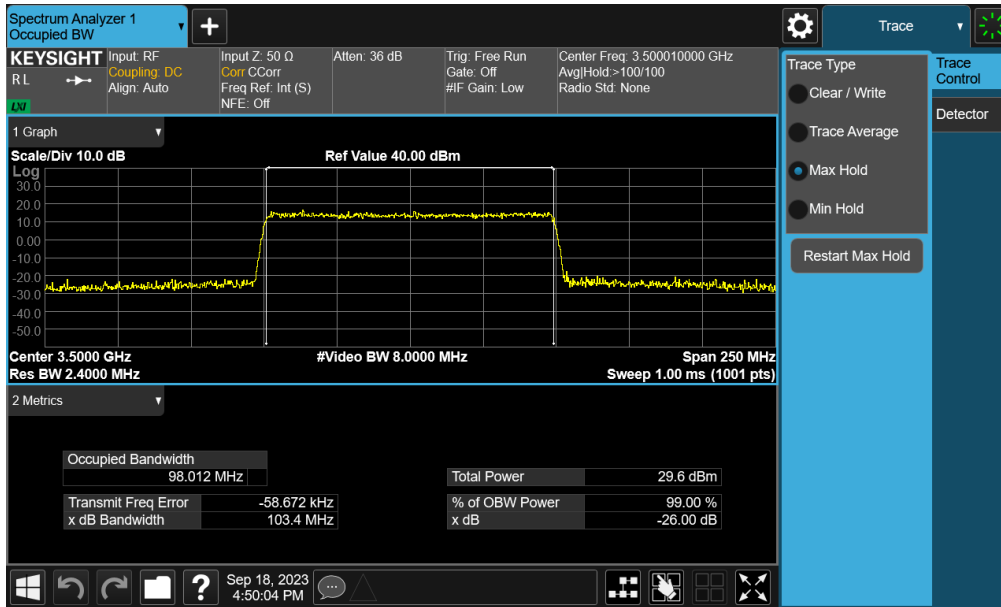 Spectrum Analyzer 1
Occupied BW
+
Trace
KEYSIGHT
R L
LXI
Input: RF
Coupling: DC
Align: Auto
Input Z: 50 Ω
Corr CCorr
Freq Ref: Int (S)
NFE: Off
Atten: 36 dB
Trig: Free Run
Gate: Off
#IF Gain: Low
Center Freq: 3.500010000 GHz
Avg|Hold:>100/100
Radio Std: None
1 Graph
Scale/Div 10.0 dB
Ref Value 40.00 dBm
Log
30.0
20.0
10.0
0.00
-10.0
-20.0
-30.0
-40.0
-50.0
Center 3.5000 GHz
#Video BW 8.0000 MHz
Span 250 MHz
Res BW 2.4000 MHz
Sweep 1.00 ms (1001 pts)
2 Metrics
Occupied Bandwidth
98.012 MHz
Total Power 29.6 dBm
Transmit Freq Error -58.672 kHz
% of OBW Power 99.00 %
x dB Bandwidth 103.4 MHz
x dB -26.00 dB
Trace Type
Clear / Write
Trace Average
Max Hold
Min Hold
Restart Max Hold
Trace
Control
Detector
?
Sep 18, 2023
4:50:04 PM